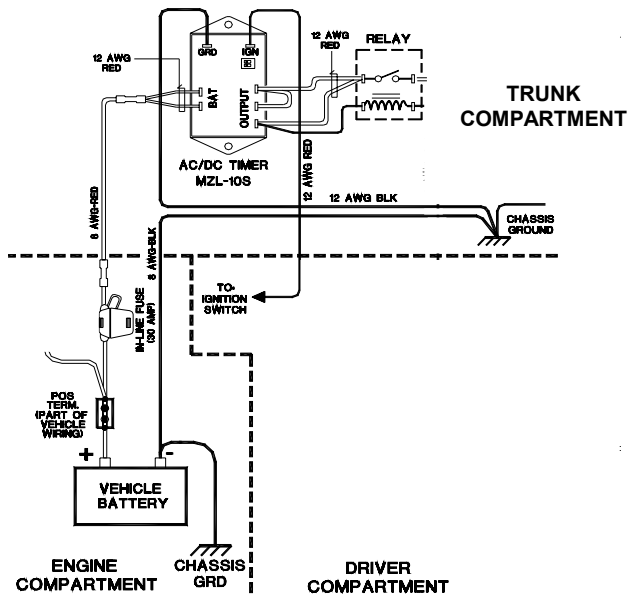 GRD
IGN
12 AWG
RED
12 AWG
RED
RELAY
BAT
OUTPUT
TRUNK
COMPARTMENT
AC/DC TIMER
MZL-10S
12 AWG RED
12 AWG BLK
CHASSIS
GROUND
8 AWG-RED
8 AWG-BLK
TO-
IGNITION
SWITCH
IN-LINE FUSE
(30 AMP)
POS
TERM.
(PART OF
VEHICLE
WIRING)
+
-
VEHICLE
BATTERY
ENGINE
COMPARTMENT
CHASSIS
GRD
DRIVER
COMPARTMENT